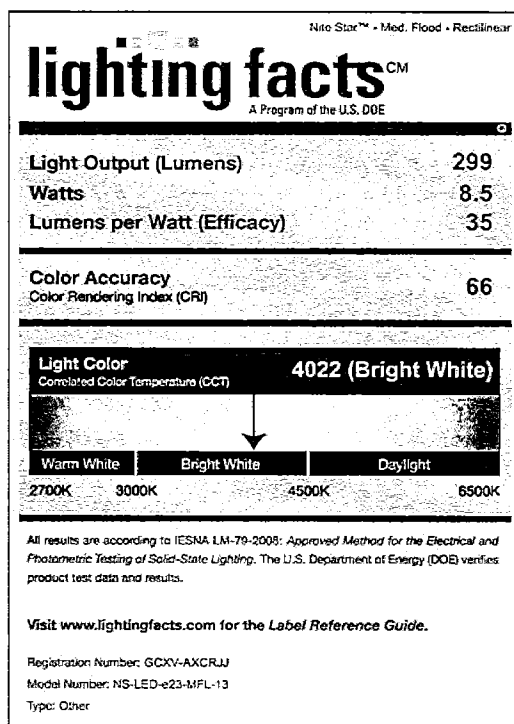 Nite Star™ - Med. Flood - Rectilinear
lighting facts CM
A Program of the U.S. DOE
Light Output (Lumens) 299
Watts 8.5
Lumens per Watt (Efficacy) 35
Color Accuracy 66
Color Rendering Index (CRI)
Light Color 4022 (Bright White)
Correlated Color Temperature (CCT)
Warm White Bright White Daylight
2700K 3000K 4500K 6500K
All results are according to IESNA LM-79-2008: Approved Method for the Electrical and
Photometric Testing of Solid-State Lighting. The U.S. Department of Energy (DOE) verifies
product test data and results.
Visit www.lightingfacts.com for the Label Reference Guide.
Registration Number: GCXV-AXCRJJ
Model Number: NS-LED-e23-MFL-13
Type: Other